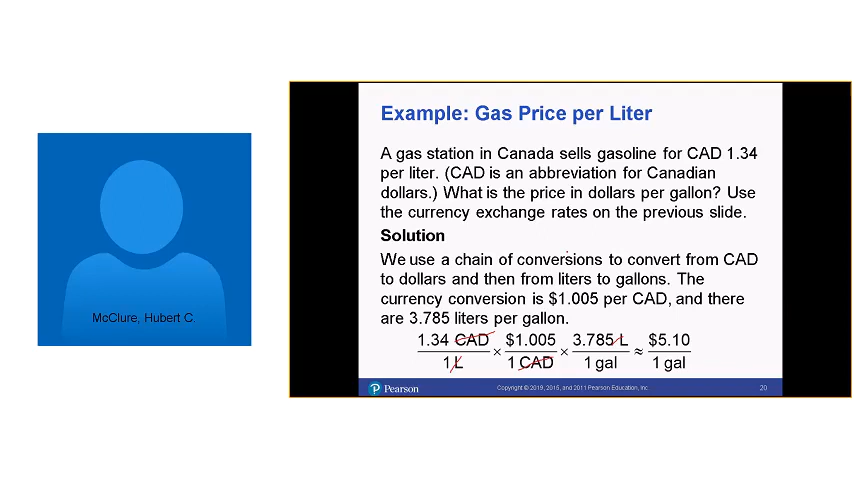 McClure, Hubert C.
Example: Gas Price per Liter
A gas station in Canada sells gasoline for CAD 1.34
per liter. (CAD is an abbreviation for Canadian
dollars.) What is the price in dollars per gallon? Use
the currency exchange rates on the previous slide.
Solution
We use a chain of conversions to convert from CAD
to dollars and then from liters to gallons. The
currency conversion is $1.005 per CAD, and there
are 3.785 liters per gallon.
1.34 CAD $1.005 3.785 L $5.10
× × ≈
1 L 1 CAD 1 gal 1 gal
P Pearson
Copyright © 2019, 2015, and 2011 Pearson Education, Inc.
20